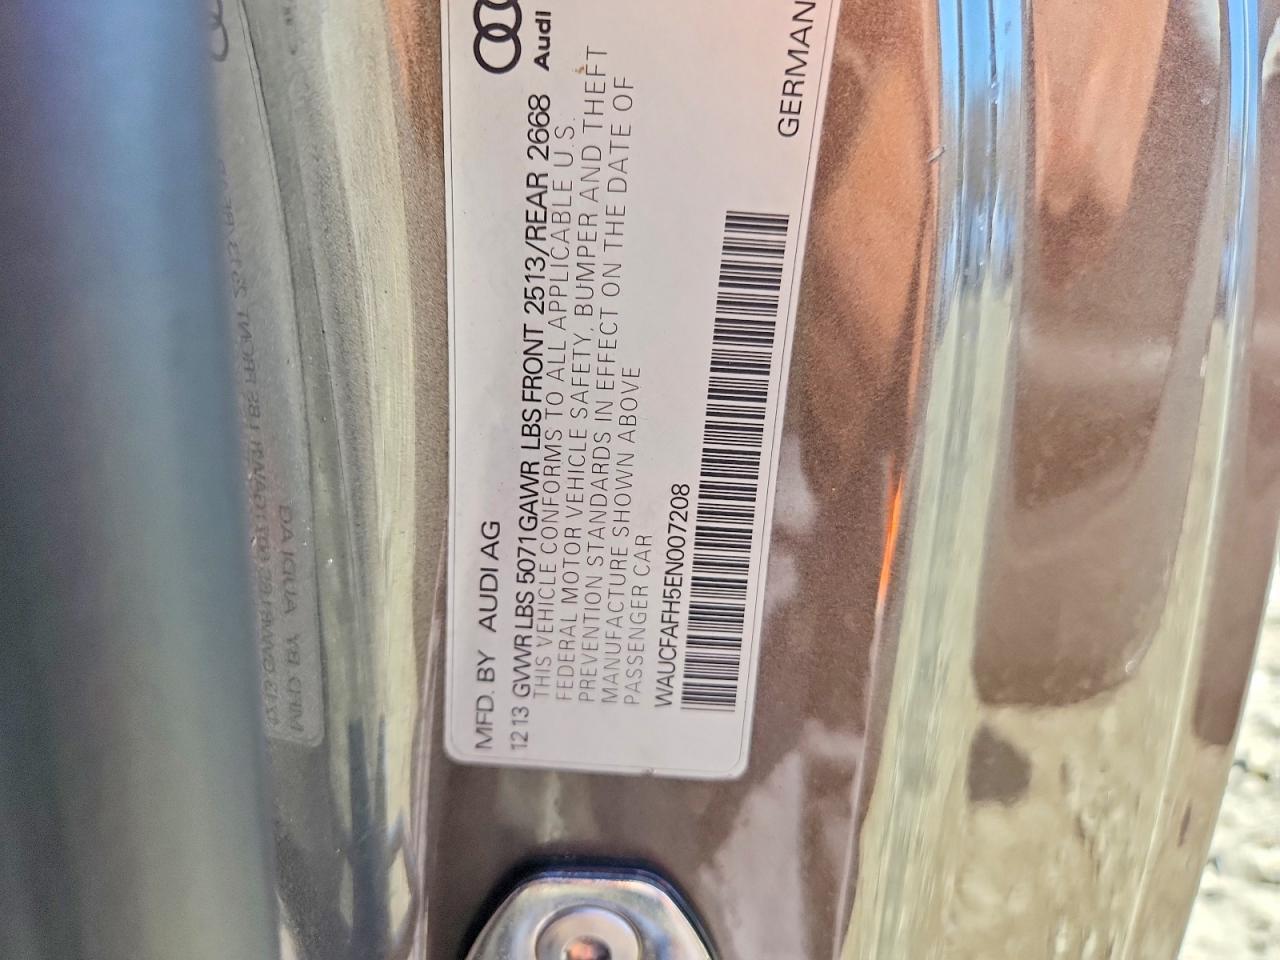 Audi
MFD. BY AUDI AG
12 13 GVWR LBS 5071 GAWR LBS FRONT 2513/REAR 2668
THIS VEHICLE CONFORMS TO ALL APPLICABLE U.S.
FEDERAL MOTOR VEHICLE SAFETY, BUMPER AND THEFT
PREVENTION STANDARDS IN EFFECT ON THE DATE OF
MANUFACTURE SHOWN ABOVE
PASSENGER CAR
WAUCFAFH5EN007208
GERMAN